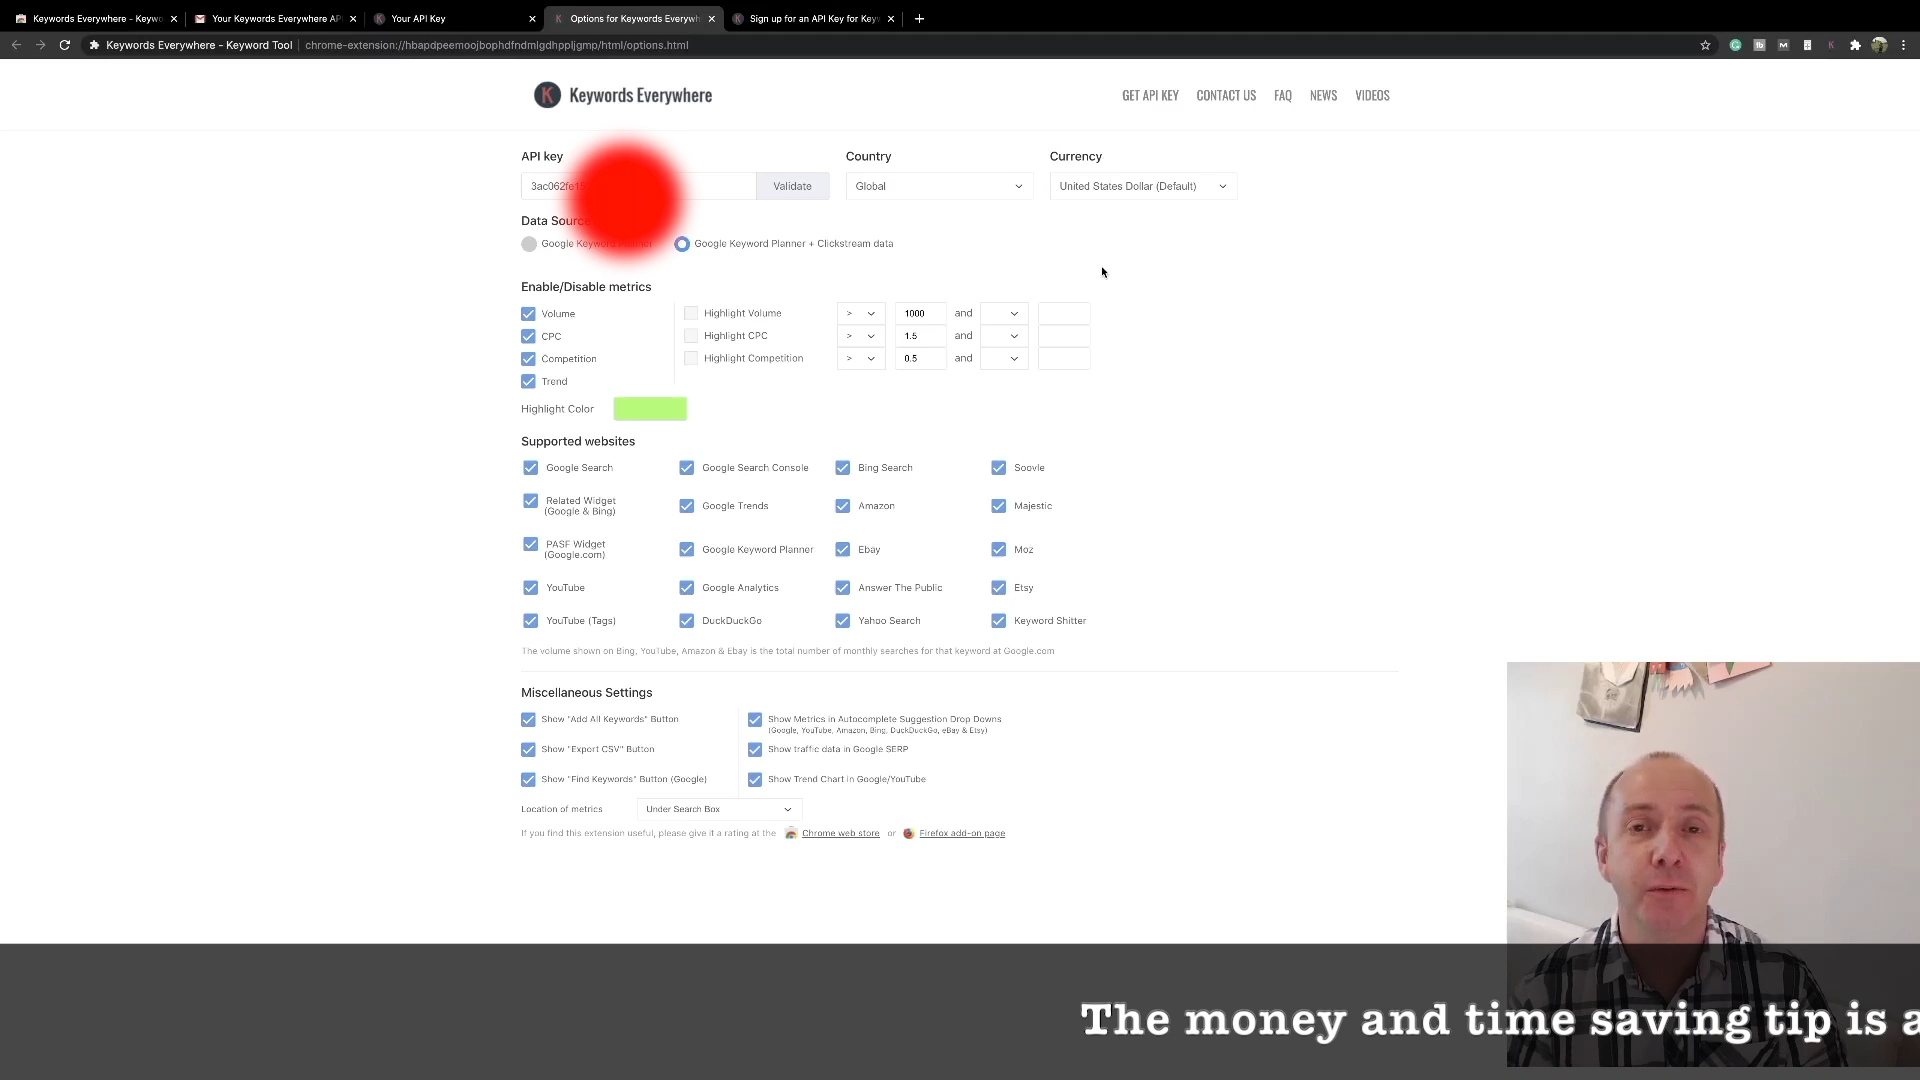 Keywords Everywhere - Keywo
Your Keywords Everywhere AP
Your API Key
Options for Keywords Everywh
Sign up for an API Key for Key
Keywords Everywhere - Keyword Tool
chrome-extension://hbapdpeemoojbophdfndmlgdhppljgmp/html/options.html
K Keywords Everywhere
GET API KEY
CONTACT US
FAQ
NEWS
VIDEOS
API key
Country
Currency
3ac062fe1
Validate
Global
United States Dollar (Default)
Data Source
Google Keyword Planner
Google Keyword Planner + Clickstream data
Enable/Disable metrics
Volume
Highlight Volume > 1000 and
CPC
Highlight CPC > 1.5 and
Competition
Highlight Competition > 0.5 and
Trend
Highlight Color
Supported websites
Google Search
Google Search Console
Bing Search
Soovle
Related Widget
(Google & Bing)
Google Trends
Amazon
Majestic
PASF Widget
(Google.com)
Google Keyword Planner
Ebay
Moz
YouTube
Google Analytics
Answer The Public
Etsy
YouTube (Tags)
DuckDuckGo
Yahoo Search
Keyword Shitter
The volume shown on Bing, YouTube, Amazon & Ebay is the total number of monthly searches for that keyword at Google.com
Miscellaneous Settings
Show "Add All Keywords" Button
Show Metrics in Autocomplete Suggestion Drop Downs
(Google, YouTube, Amazon, Bing, DuckDuckGo, eBay & Etsy)
Show "Export CSV" Button
Show traffic data in Google SERP
Show "Find Keywords" Button (Google)
Show Trend Chart in Google/YouTube
Location of metrics
Under Search Box
If you find this extension useful, please give it a rating at the Chrome web store or Firefox add-on page
The money and time saving tip is a